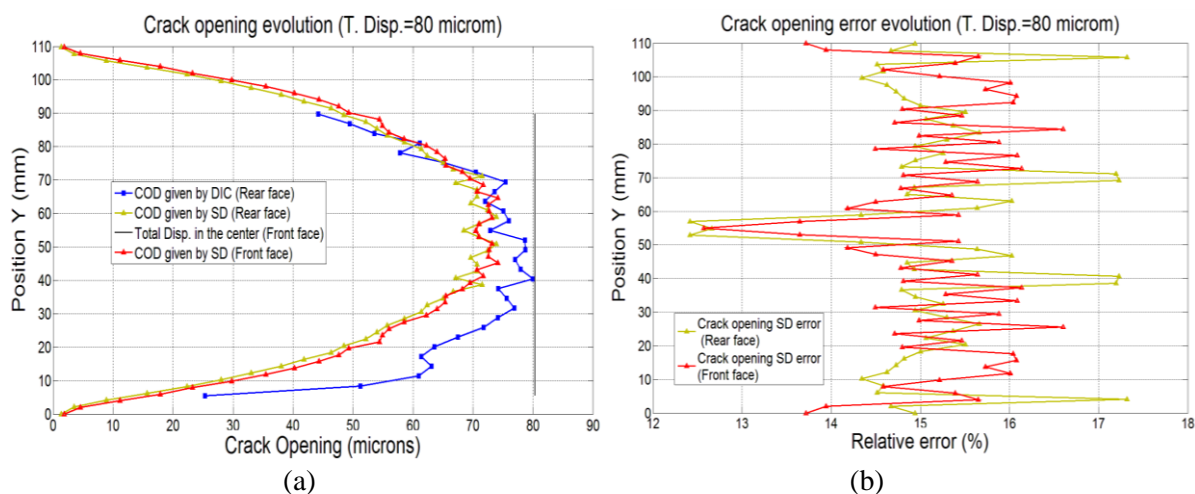 Crack opening evolution (T. Disp.=80 microm)
Position Y (mm)
110
100
90
80
70
60
50
40
30
20
10
0
COD given by DIC (Rear face)
COD given by SD (Rear face)
Total Disp. in the center (Front face)
COD given by SD (Front face)
0 10 20 30 40 50 60 70 80 90
Crack Opening (microns)
(a)
Crack opening error evolution (T. Disp.=80 microm)
Position Y (mm)
110
100
90
80
70
60
50
40
30
20
10
0
Crack opening SD error
(Rear face)
Crack opening SD error
(Front face)
12 13 14 15 16 17 18
Relative error (%)
(b)